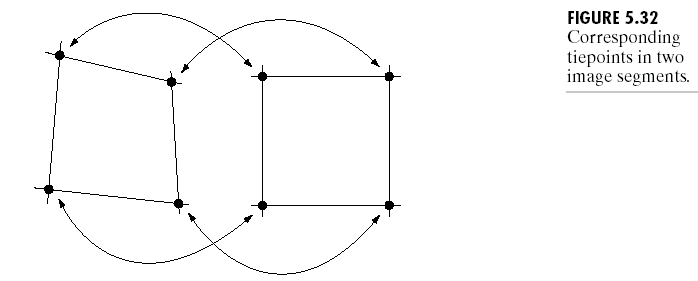 FIGURE 5.32
Corresponding
tiepoints in two
image segments.